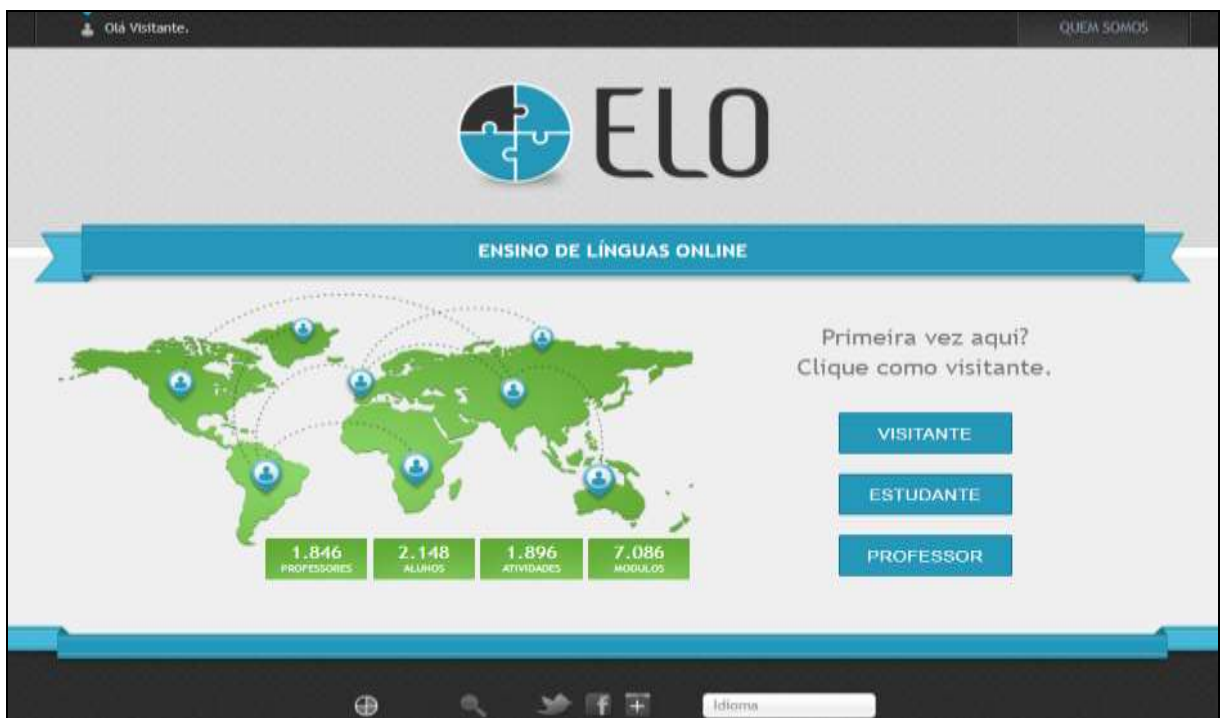 Olá Visitante.
QUEM SOMOS
ELO
ENSINO DE LÍNGUAS ONLINE
Primeira vez aqui?
Clique como visitante.
VISITANTE
ESTUDANTE
PROFESSOR
1.846
PROFESSORES
2.148
ALUNOS
1.896
ATIVIDADES
7.086
MODULOS
Idioma